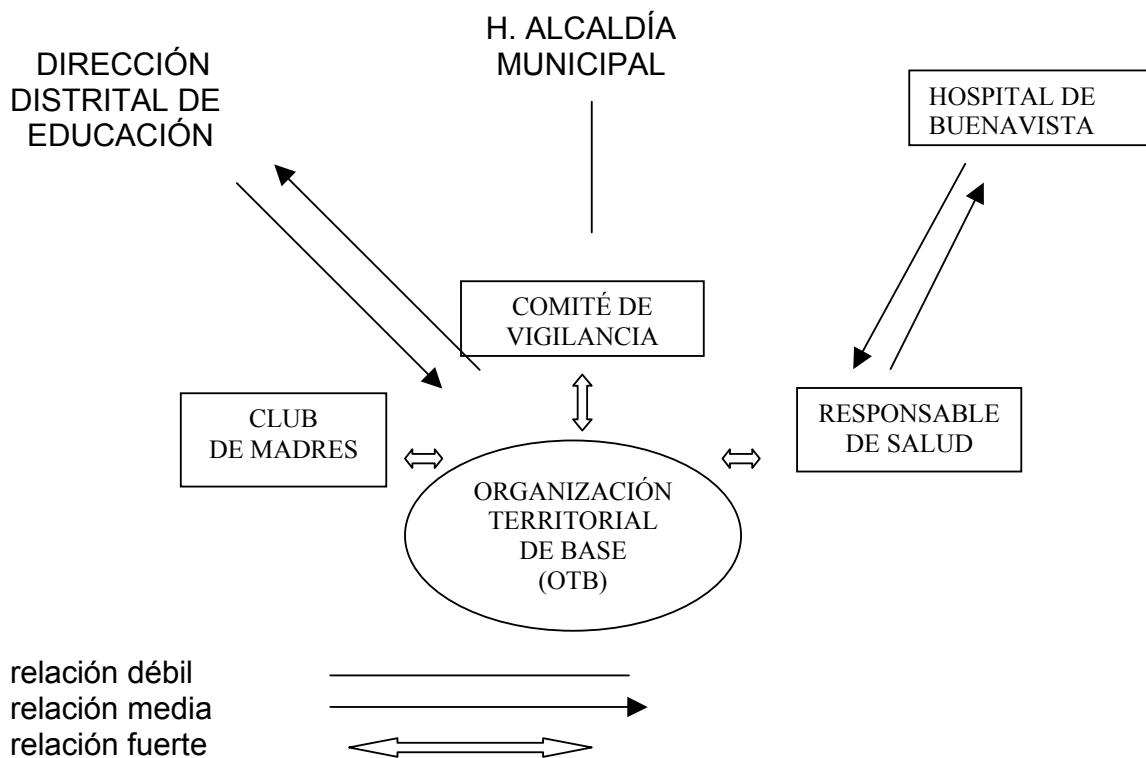 H. ALCALDÍA
MUNICIPAL
DIRECCIÓN
DISTRITAL DE
EDUCACIÓN
HOSPITAL DE
BUENAVISTA
COMITÉ DE
VIGILANCIA
CLUB
DE MADRES
RESPONSABLE
DE SALUD
ORGANIZACIÓN
TERRITORIAL
DE BASE
(OTB)
relación débil
relación media
relación fuerte